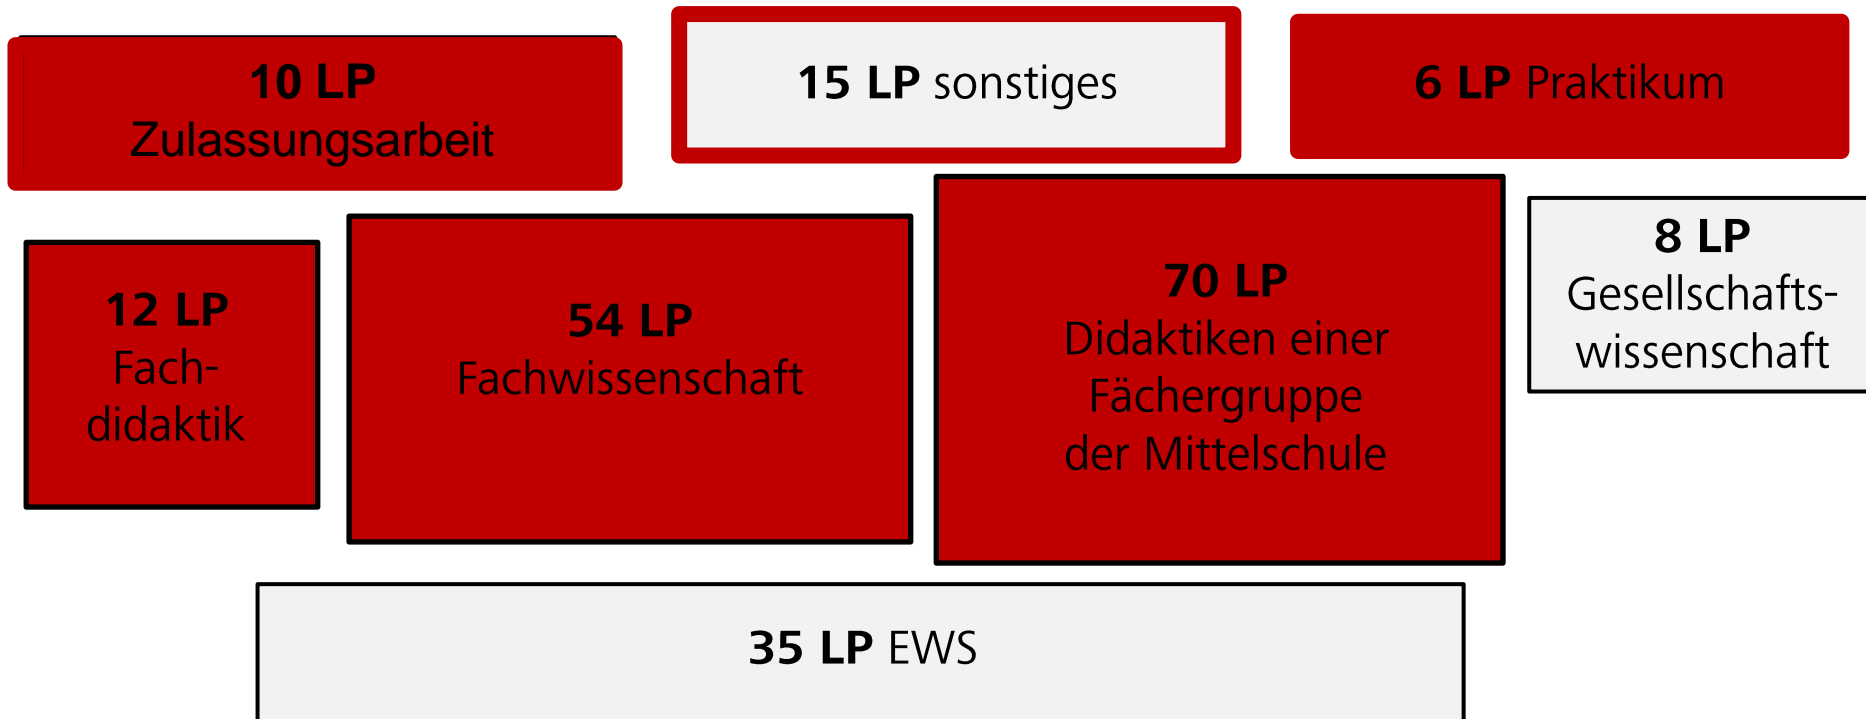 10 LP
Zulassungsarbeit
15 LP sonstiges
6 LP Praktikum
12 LP
Fach-
didaktik
54 LP
Fachwissenschaft
70 LP
Didaktiken einer
Fächergruppe
der Mittelschule
8 LP
Gesellschafts-
wissenschaft
35 LP EWS